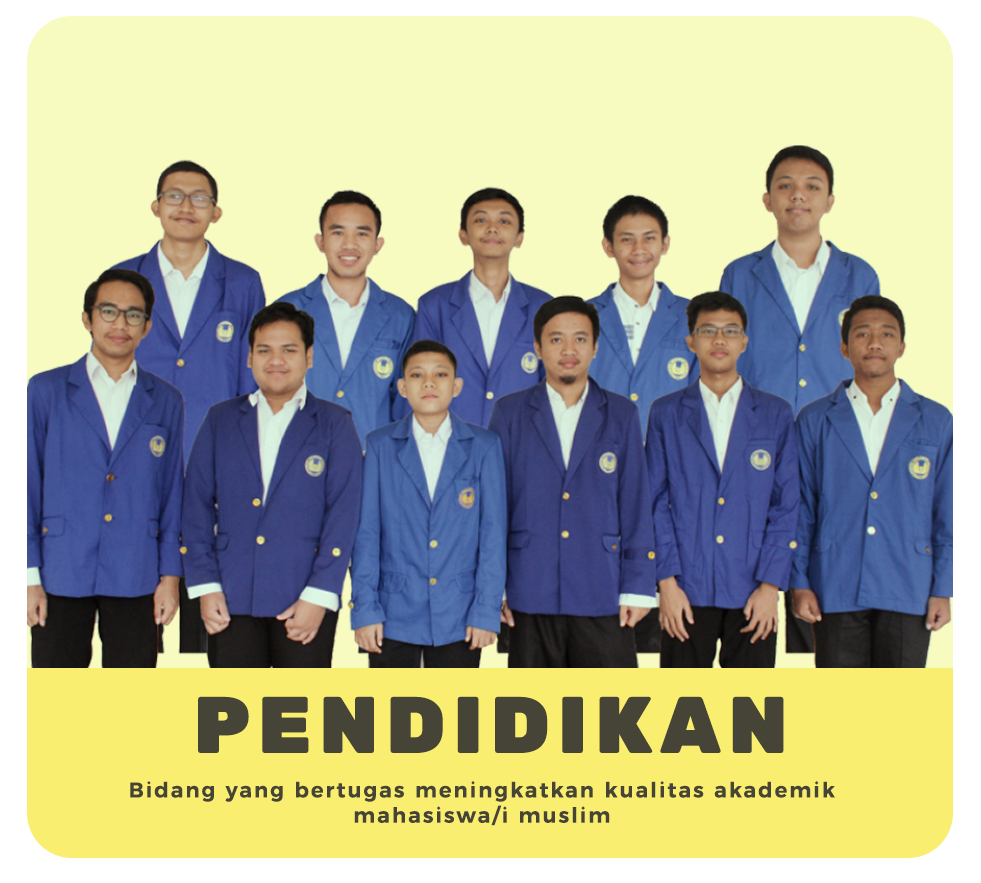 PENDIDIKAN
Bidang yang bertugas meningkatkan kualitas akademik
mahasiswa/i muslim